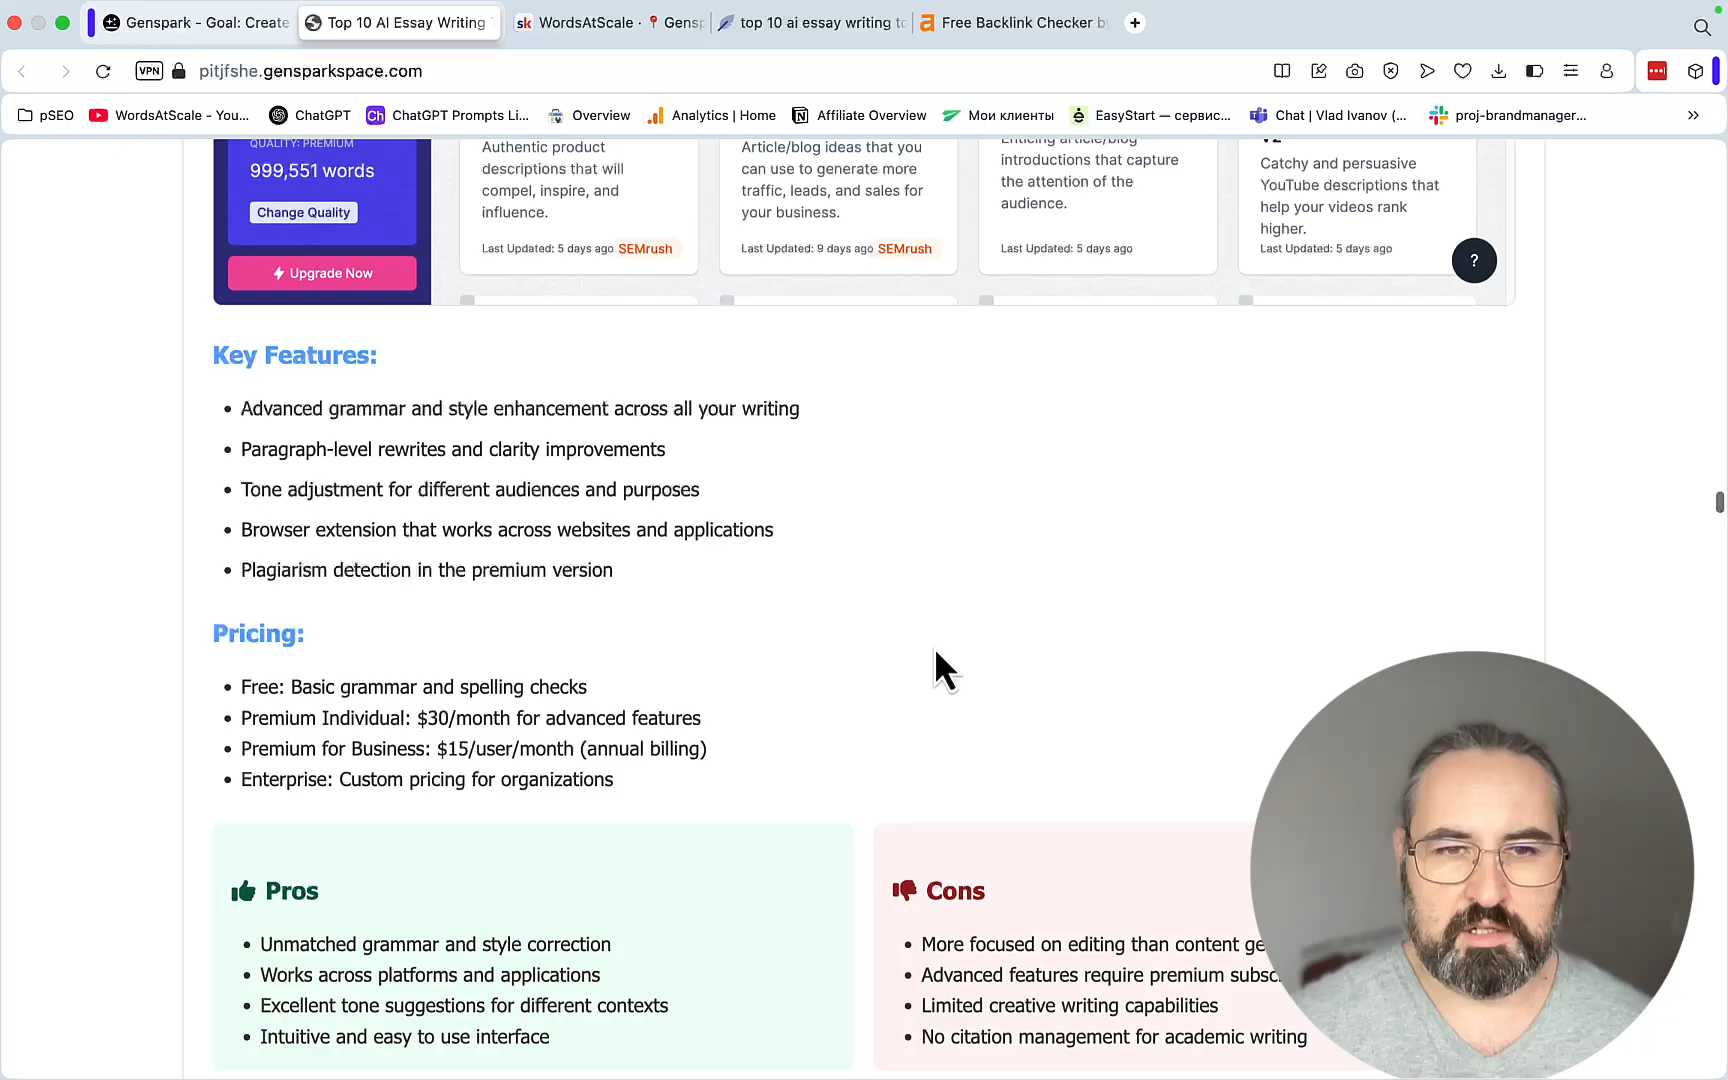 Genspark - Goal: Create
Top 10 AI Essay Writing
WordsAtScale · 📍 Gensp
top 10 ai essay writing to
Free Backlink Checker by
VPN
pitjfshe.gensparkspace.com
pSEO
WordsAtScale - You...
ChatGPT
ChatGPT Prompts Li...
Overview
Analytics | Home
Affiliate Overview
Мои клиенты
EasyStart — сервис...
Chat | Vlad Ivanov (...
proj-brandmanager...
QUALITY: PREMIUM
999,551 words
Change Quality
Upgrade Now
Authentic product
descriptions that will
compel, inspire, and
influence.
Last Updated: 5 days ago SEMrush
Article/blog ideas that you
can use to generate more
traffic, leads, and sales for
your business.
Last Updated: 9 days ago SEMrush
Enticing article/blog
introductions that capture
the attention of the
audience.
Last Updated: 5 days ago
V2
Catchy and persuasive
YouTube descriptions that
help your videos rank
higher.
Last Updated: 5 days ago
?
Key Features:
• Advanced grammar and style enhancement across all your writing
• Paragraph-level rewrites and clarity improvements
• Tone adjustment for different audiences and purposes
• Browser extension that works across websites and applications
• Plagiarism detection in the premium version
Pricing:
• Free: Basic grammar and spelling checks
• Premium Individual: $30/month for advanced features
• Premium for Business: $15/user/month (annual billing)
• Enterprise: Custom pricing for organizations
Pros
• Unmatched grammar and style correction
• Works across platforms and applications
• Excellent tone suggestions for different contexts
• Intuitive and easy to use interface
Cons
• More focused on editing than content ge
• Advanced features require premium subsc
• Limited creative writing capabilities
• No citation management for academic writing